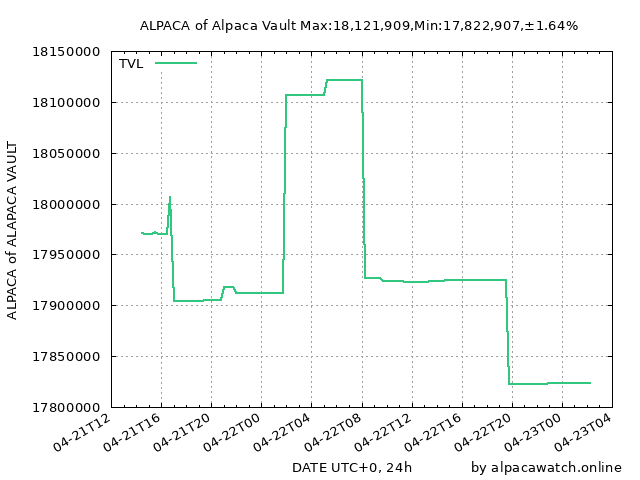 ALPACA of Alpaca Vault Max:18,121,909,Min:17,822,907,±1.64%
TVL
18150000
18100000
18050000
18000000
17950000
17900000
17850000
17800000
ALPACA of ALAPACA VAULT
04-21T12
04-21T16
04-21T20
04-22T00
04-22T04
04-22T08
04-22T12
04-22T16
04-22T20
04-23T00
04-23T04
DATE UTC+0, 24h
by alpacawatch.online